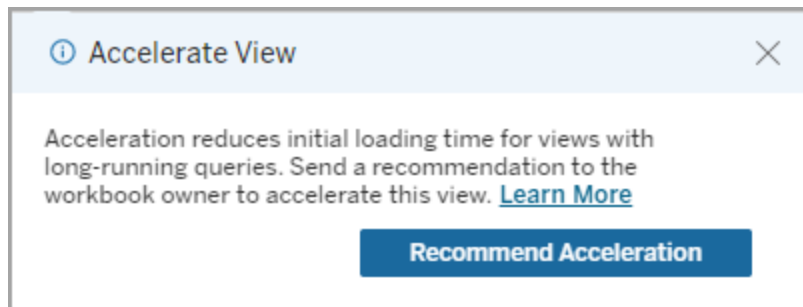 Accelerate View
Acceleration reduces initial loading time for views with
long-running queries. Send a recommendation to the
workbook owner to accelerate this view. Learn More
Recommend Acceleration